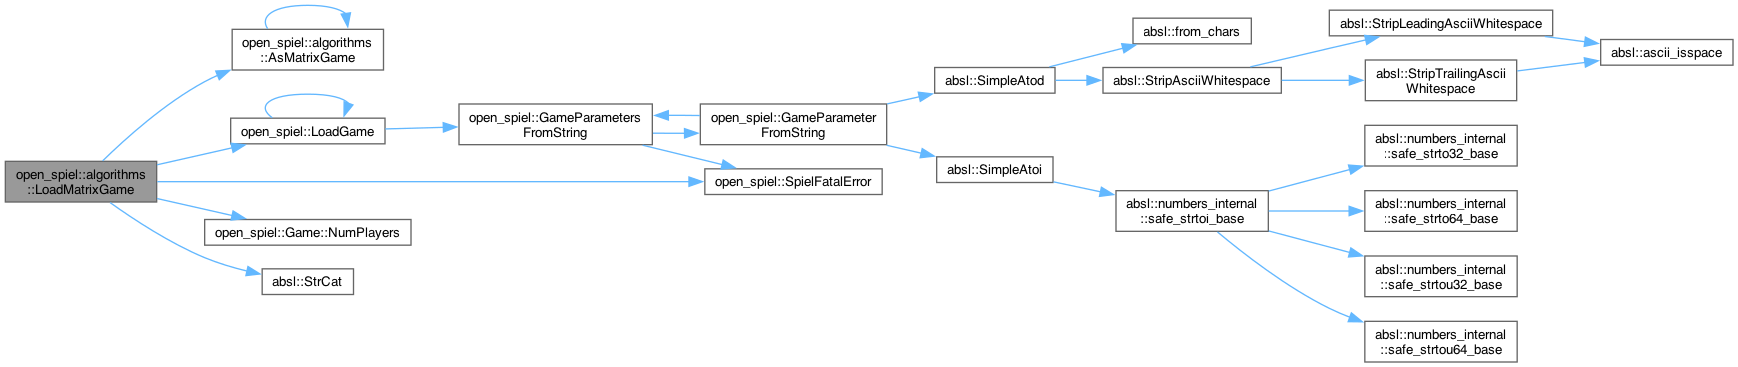 open_spiel::algorithms
::LoadMatrixGame
open_spiel::algorithms
::AsMatrixGame
open_spiel::LoadGame
open_spiel::Game::NumPlayers
absl::StrCat
open_spiel::GameParameters
FromString
open_spiel::GameParameter
FromString
open_spiel::SpielFatalError
absl::SimpleAtod
absl::SimpleAtoi
absl::from_chars
absl::StripAsciiWhitespace
absl::numbers_internal
::safe_strtoi_base
absl::StripLeadingAsciiWhitespace
absl::StripTrailingAscii
Whitespace
absl::ascii_isspace
absl::numbers_internal
::safe_strto32_base
absl::numbers_internal
::safe_strto64_base
absl::numbers_internal
::safe_strtou32_base
absl::numbers_internal
::safe_strtou64_base